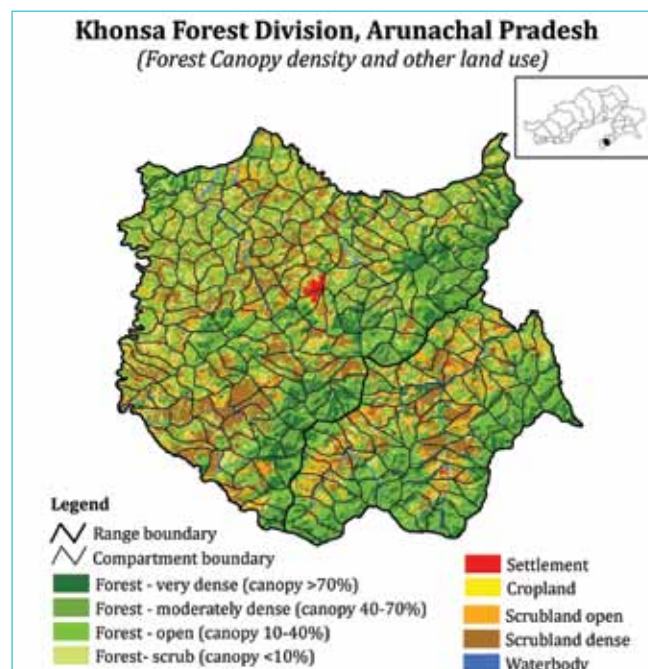 Khonsa Forest Division, Arunachal Pradesh
(Forest Canopy density and other land use)
Legend
Range boundary
Compartment boundary
Forest - very dense (canopy >70%)
Forest - moderately dense (canopy 40-70%)
Forest - open (canopy 10-40%)
Forest- scrub (canopy <10%)
Settlement
Cropland
Scrubland open
Scrubland dense
Waterbody